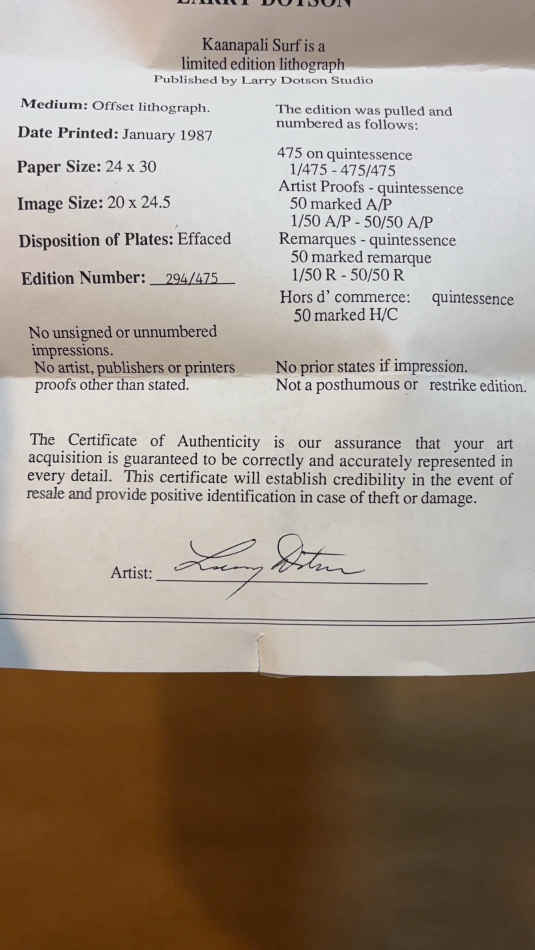 LARRY DOTSON
Kaanapali Surf is a
limited edition lithograph
Published by Larry Dotson Studio
Medium: Offset lithograph.
Date Printed: January 1987
Paper Size: 24 x 30
Image Size: 20 x 24.5
Disposition of Plates: Effaced
Edition Number: 294/475
No unsigned or unnumbered
impressions.
No artist, publishers or printers
proofs other than stated.
The edition was pulled and
numbered as follows:
475 on quintessence
1/475 - 475/475
Artist Proofs - quintessence
50 marked A/P
1/50 A/P - 50/50 A/P
Remarques - quintessence
50 marked remarque
1/50 R - 50/50 R
Hors d' commerce: quintessence
50 marked H/C
No prior states if impression.
Not a posthumous or restrike edition.
The Certificate of Authenticity is our assurance that your art
acquisition is guaranteed to be correctly and accurately represented in
every detail. This certificate will establish credibility in the event of
resale and provide positive identification in case of theft or damage.
Artist: Larry Dotson